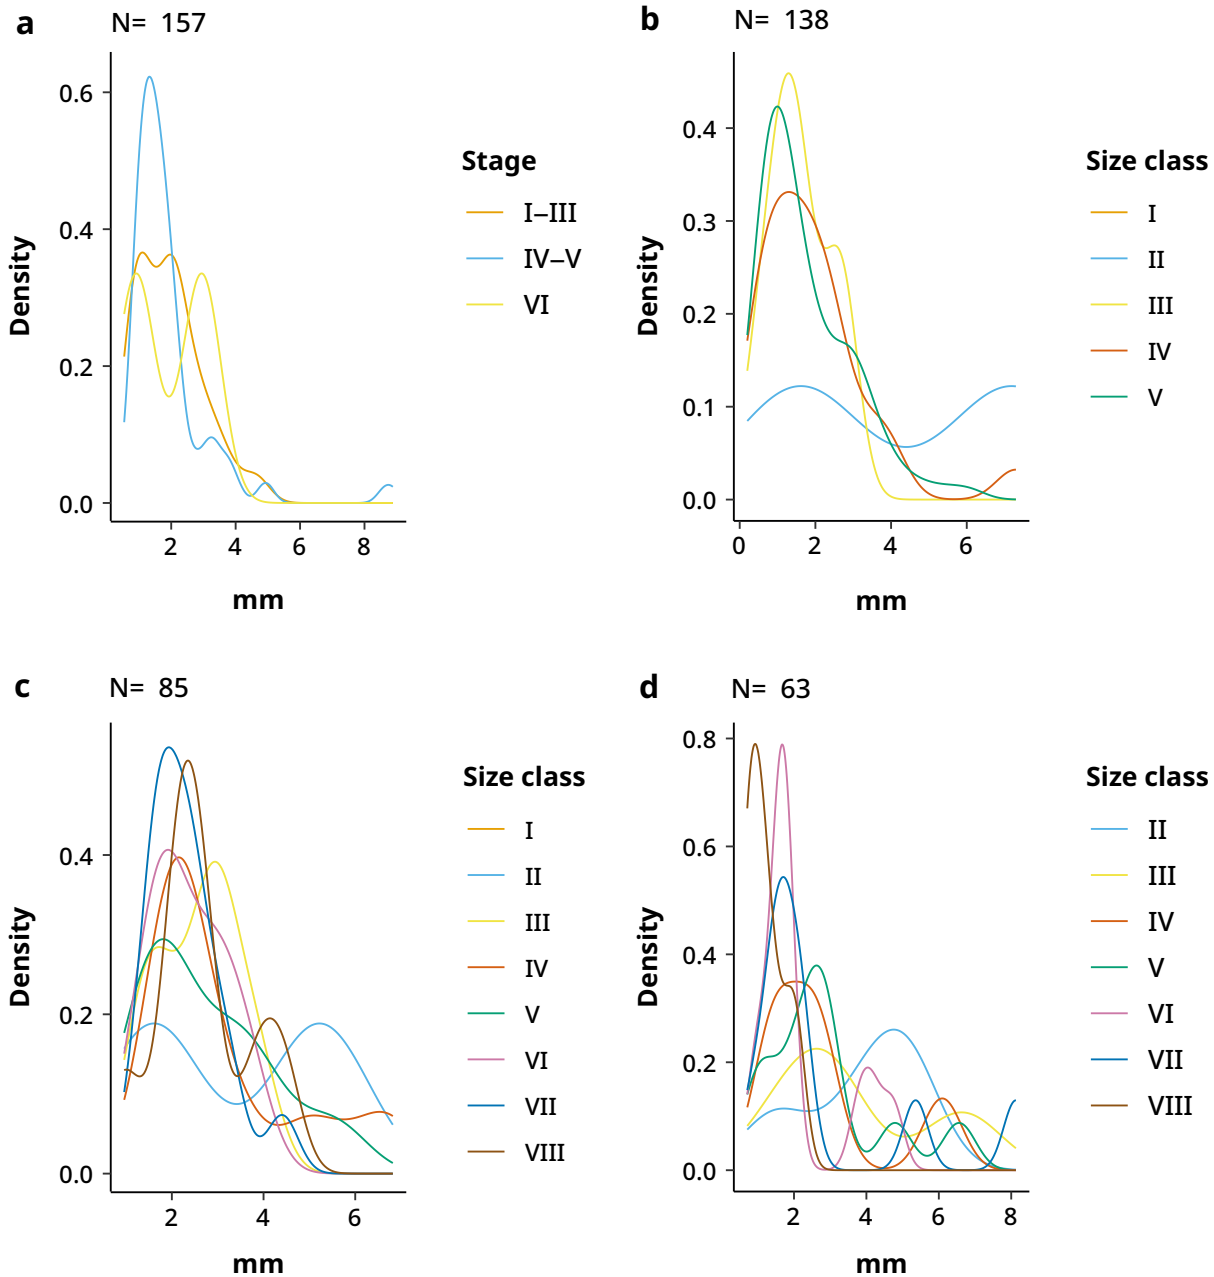 a
N= 157
Density
0.6
0.4
0.2
0.0
2 4 6 8
mm
Stage
I–III
IV–V
VI
b
N= 138
Density
0.4
0.3
0.2
0.1
0.0
0 2 4 6
mm
Size class
I
II
III
IV
V
c
N= 85
Density
0.4
0.2
0.0
2 4 6
mm
Size class
I
II
III
IV
V
VI
VII
VIII
d
N= 63
Density
0.8
0.6
0.4
0.2
0.0
2 4 6 8
mm
Size class
II
III
IV
V
VI
VII
VIII